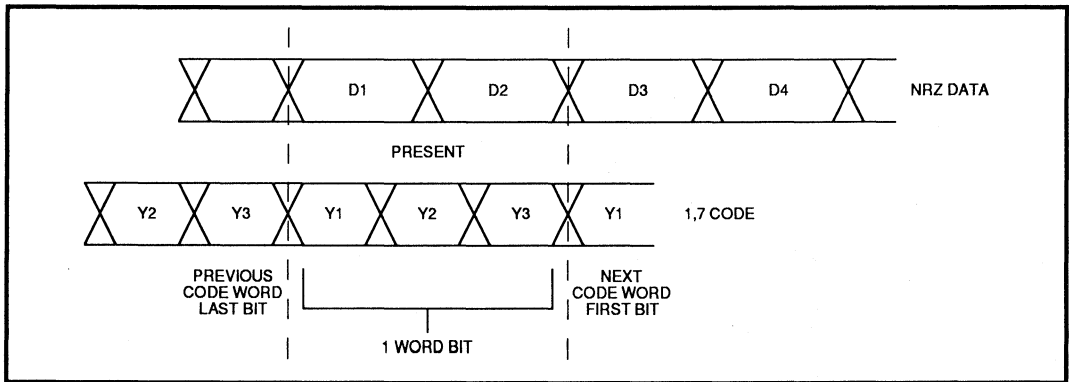 D1 D2 D3 D4 NRZ DATA
PRESENT
Y2 Y3 Y1 Y2 Y3 Y1 1,7 CODE
PREVIOUS
CODE WORD
LAST BIT
NEXT
CODE WORD
FIRST BIT
1 WORD BIT